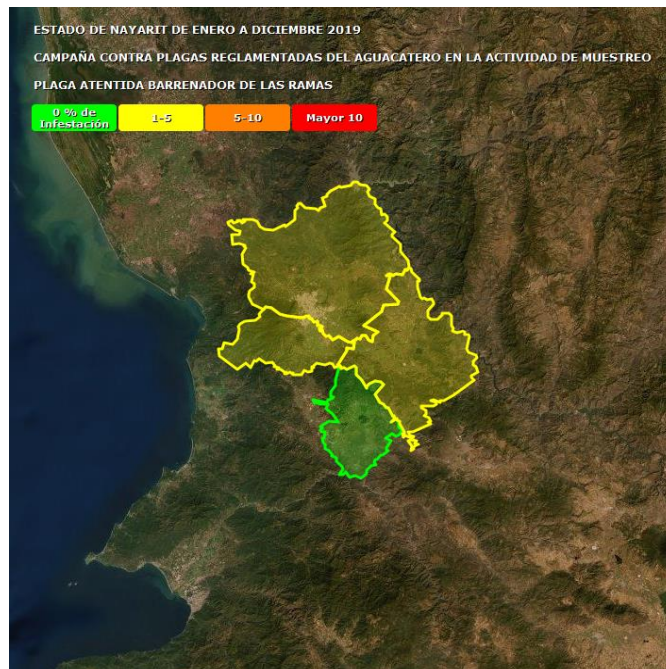 ESTADO DE NAYARIT DE ENERO A DICIEMBRE 2019
CAMPAÑA CONTRA PLAGAS REGLAMENTADAS DEL AGUACATERO EN LA ACTIVIDAD DE MUESTREO
PLAGA ATENTIDA BARRENADOR DE LAS RAMAS
0 % de
Infestación
1-5
5-10
Mayor 10